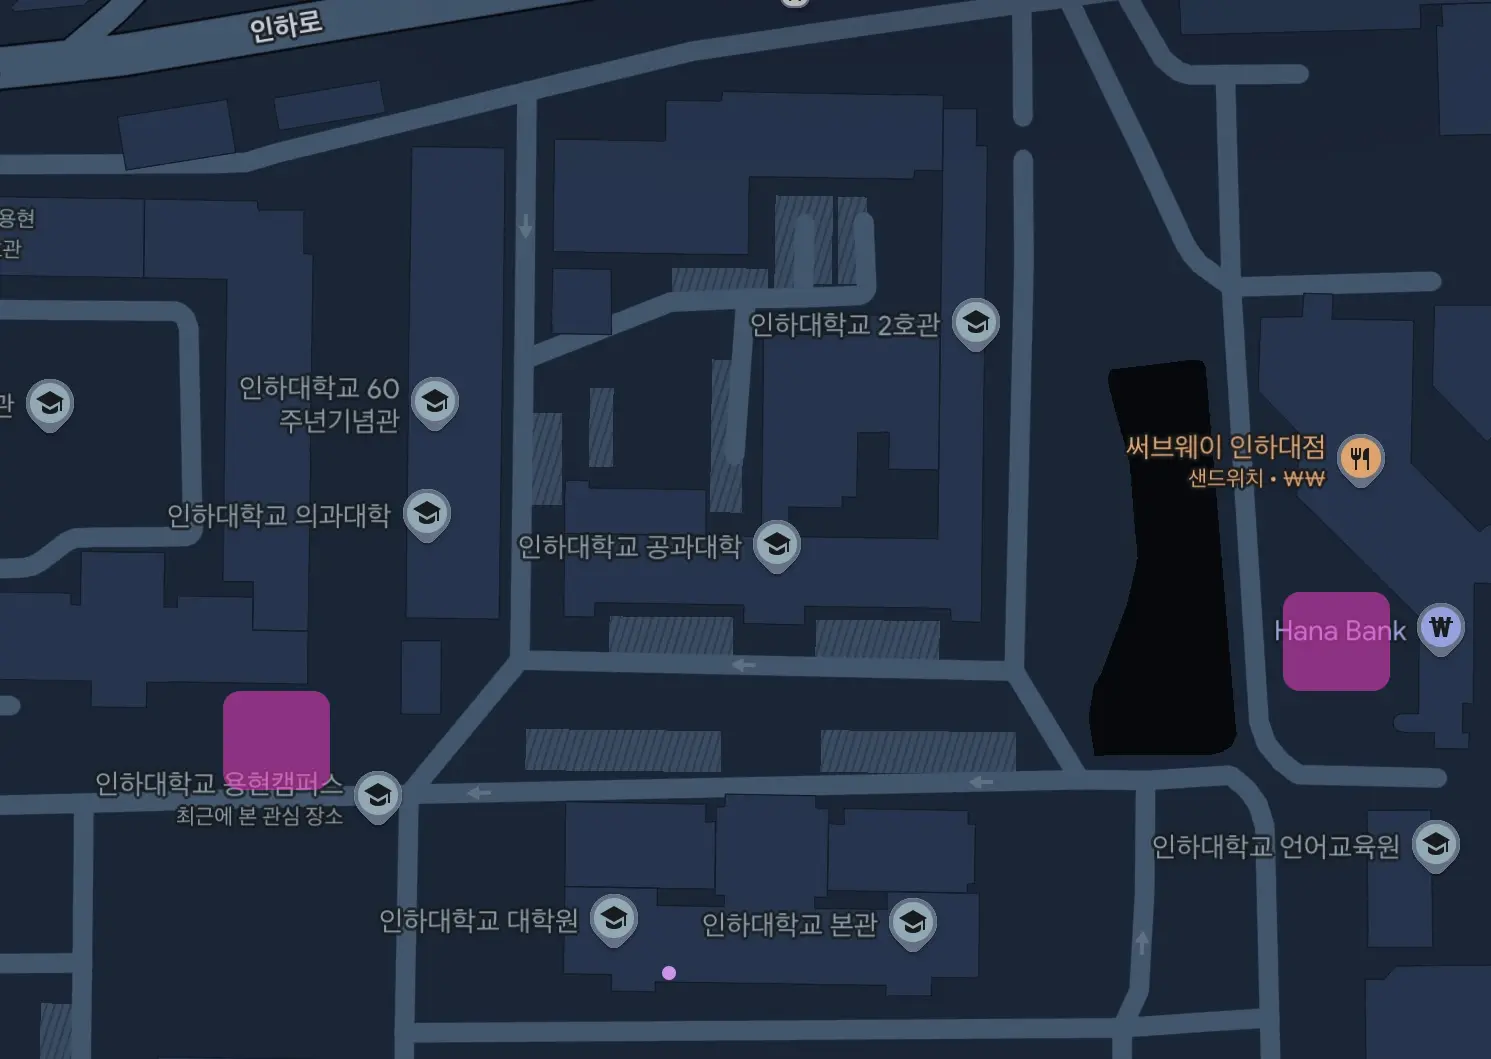 인하로
용현
관
인하대학교 2호관
관
인하대학교 60
주년기념관
써브웨이 인하대점
샌드위치 • ₩₩
인하대학교 의과대학
인하대학교 공과대학
Hana Bank
인하대학교 용현캠퍼스
최근에 본 관심 장소
인하대학교 언어교육원
인하대학교 대학원
인하대학교 본관